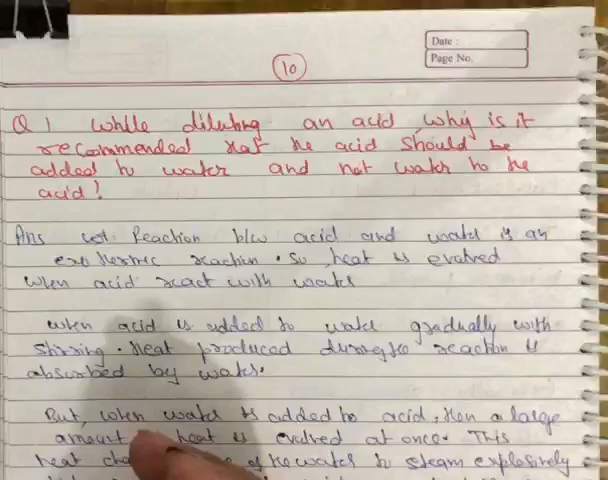 Date :
Page No.
10
Q 1 while diluting an acid, why is it
recommended that the acid should be
added to water and not water to the
acid?
Ans Reaction b/w acid and water is an
exothermic reaction. So, heat is evolved
when acid react with water
when acid is added to water gradually with
stirring. Heat produced during the reaction is
absorbed by water.
But, when water is added to acid, then a large
amount heat is evolved at once. This
heat of the water to steam explosively